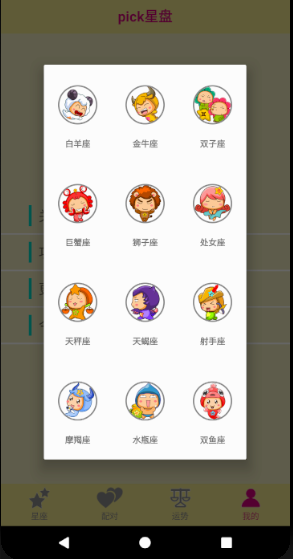 pick星盘
白羊座 金牛座 双子座
巨蟹座 狮子座 处女座
天秤座 天蝎座 射手座
摩羯座 水瓶座 双鱼座
星座 配对 运势 我的